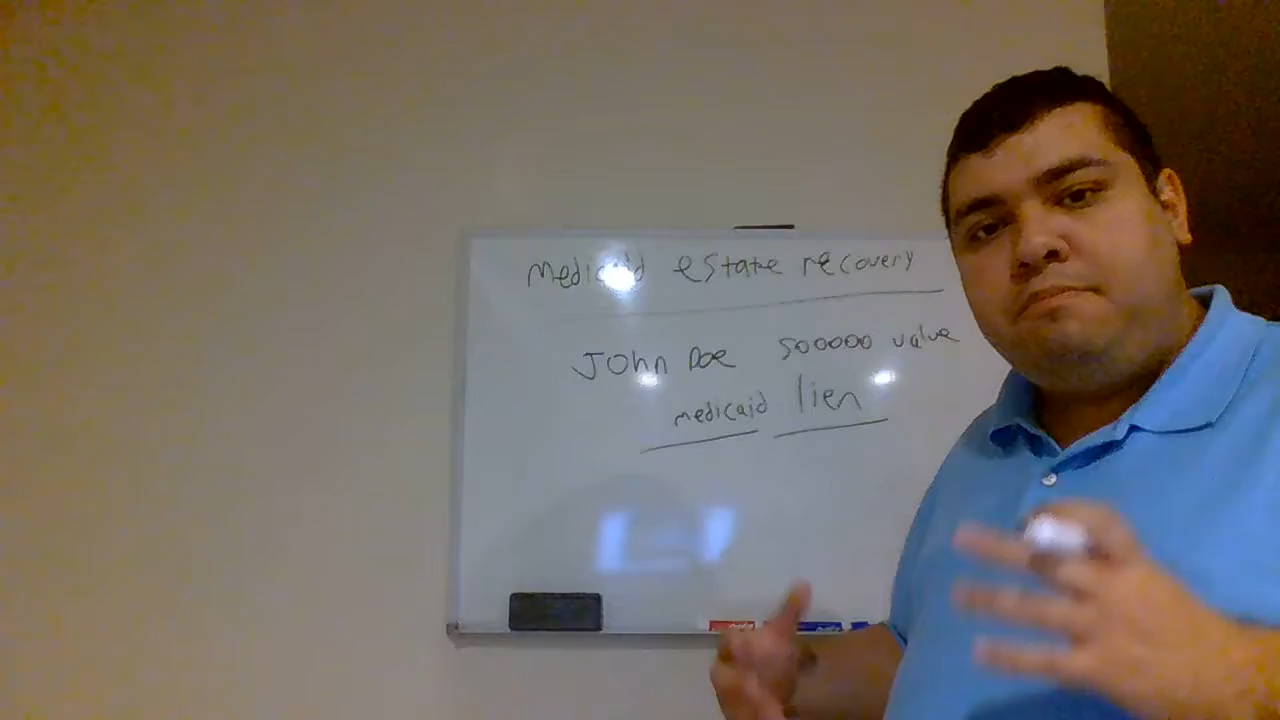 Medicaid estate recovery
John Doe 500000 value
medicaid lien